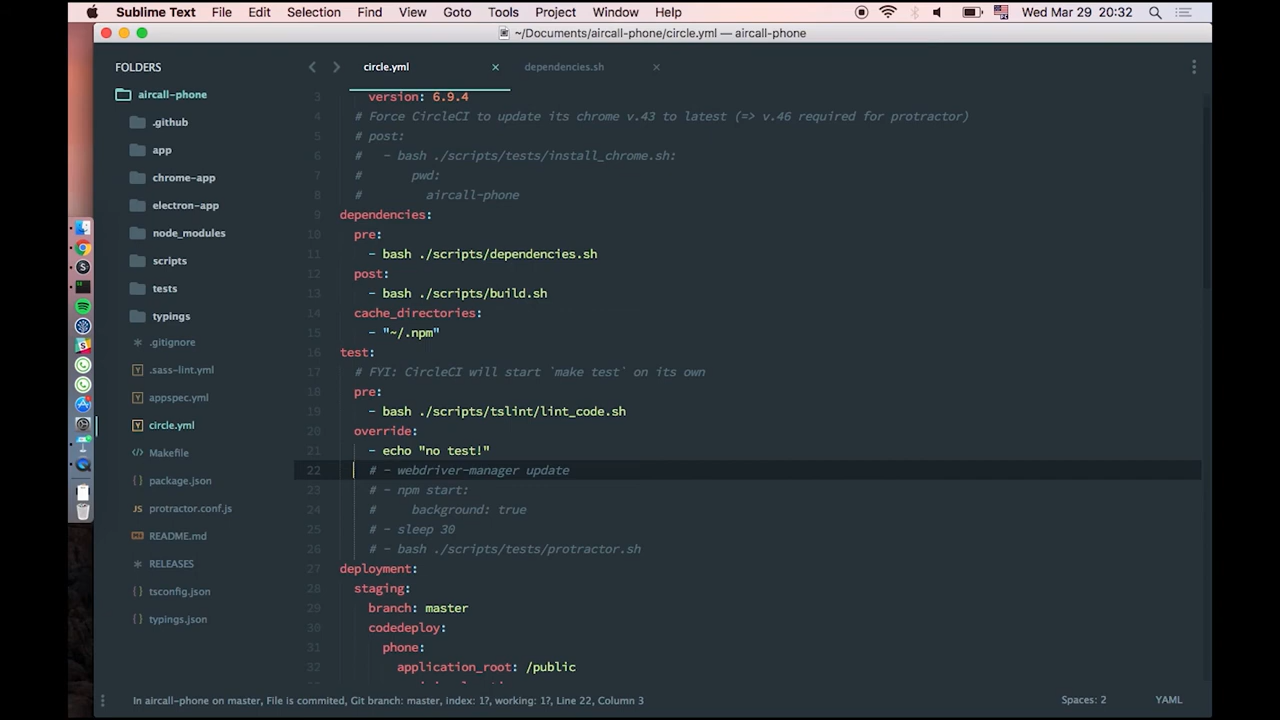 Sublime Text File Edit Selection Find View Goto Tools Project Window Help Wed Mar 29 20:32
~/Documents/aircall-phone/circle.yml — aircall-phone
FOLDERS
aircall-phone
.github
app
chrome-app
electron-app
node_modules
scripts
tests
typings
.gitignore
.sass-lint.yml
appspec.yml
circle.yml
Makefile
package.json
protractor.conf.js
README.md
RELEASES
tsconfig.json
typings.json
circle.yml × dependencies.sh ×
3 version: 6.9.4
4 # Force CircleCI to update its chrome v.43 to latest (=> v.46 required for protractor)
5 # post:
6 # - bash ./scripts/tests/install_chrome.sh:
7 # pwd:
8 # aircall-phone
9 dependencies:
10 pre:
11 - bash ./scripts/dependencies.sh
12 post:
13 - bash ./scripts/build.sh
14 cache_directories:
15 - "~/.npm"
16 test:
17 # FYI: CircleCI will start `make test` on its own
18 pre:
19 - bash ./scripts/tslint/lint_code.sh
20 override:
21 - echo "no test!"
22 # - webdriver-manager update
23 # - npm start:
24 # background: true
25 # - sleep 30
26 # - bash ./scripts/tests/protractor.sh
27 deployment:
28 staging:
29 branch: master
30 codedeploy:
31 phone:
32 application_root: /public
In aircall-phone on master, File is commited, Git branch: master, index: 1?, working: 1?, Line 22, Column 3 Spaces: 2 YAML